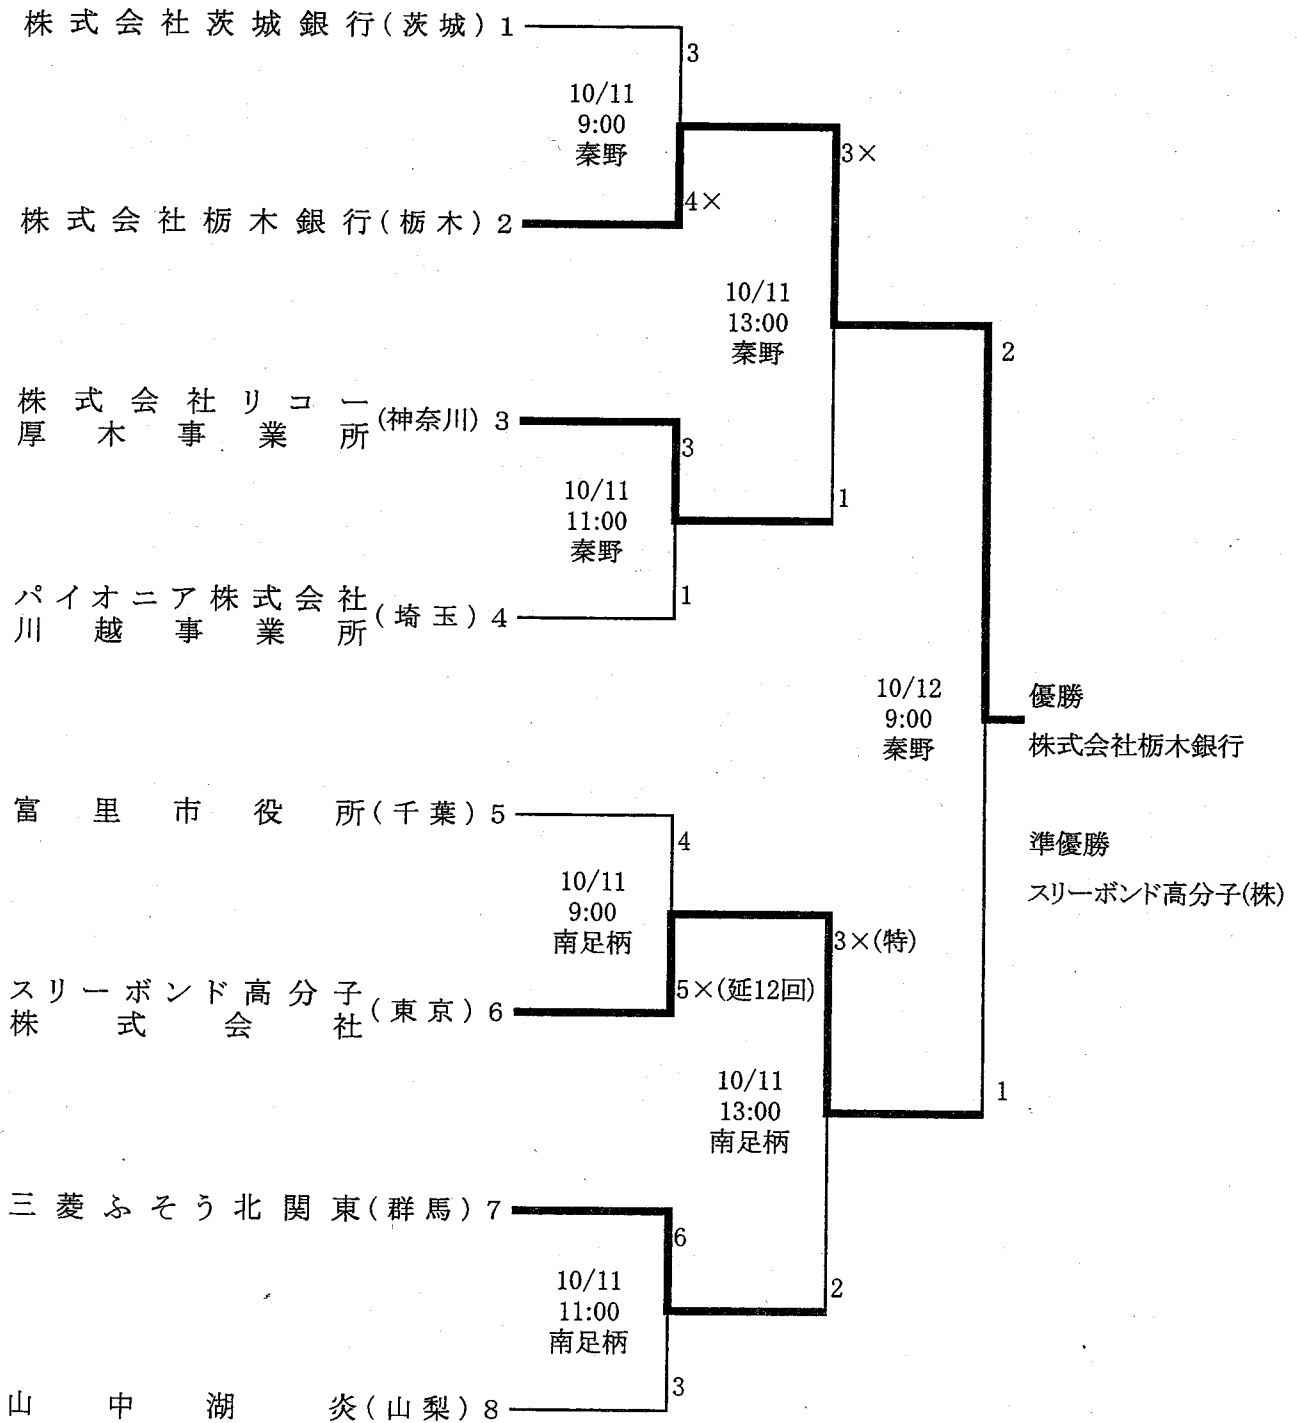 株式会社茨城銀行(茨城) 1
3
10/11
9:00
秦野
3×
4×
株式会社栃木銀行(栃木) 2
10/11
13:00
秦野
2
株式会社リコー
厚木事業所
(神奈川) 3
3
10/11
11:00
秦野
1
パイオニア株式会社
川越事業所
(埼玉) 4
1
10/12
9:00
秦野
優勝
株式会社栃木銀行
富里市役所(千葉) 5
4
準優勝
スリーボンド高分子(株)
10/11
9:00
南足柄
3×(特)
スリーボンド高分子
株式会社
(東京) 6
5×(延12回)
10/11
13:00
南足柄
1
三菱ふそう北関東(群馬) 7
6
10/11
11:00
南足柄
2
3
山中湖炎(山梨) 8